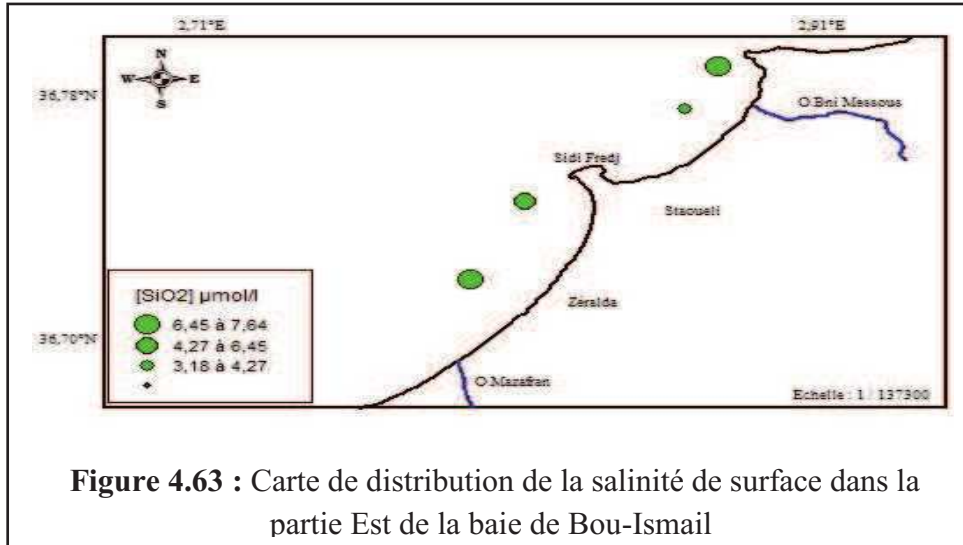 2,71°E 2,91°E
N
W E
S
36,78°N
O.Bni Messous
Sidi Fredj
Staoueli
[SiO2] µmol/l
6,45 à 7,64
4,27 à 6,45
3,18 à 4,27
Zéralda
36,70°N
O.Mazafran
Echelle : 1 / 137300
Figure 4.63 : Carte de distribution de la salinité de surface dans la
partie Est de la baie de Bou-Ismail